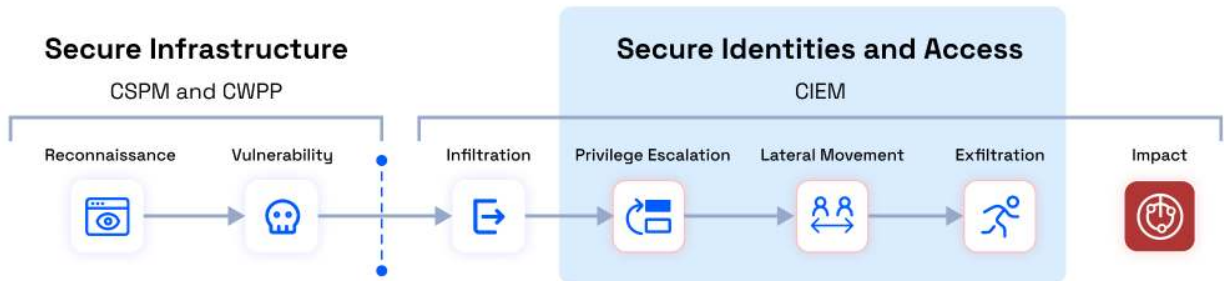 Secure Infrastructure
CSPM and CWPP
Secure Identities and Access
CIEM
Reconnaissance
Vulnerability
Infiltration
Privilege Escalation
Lateral Movement
Exfiltration
Impact